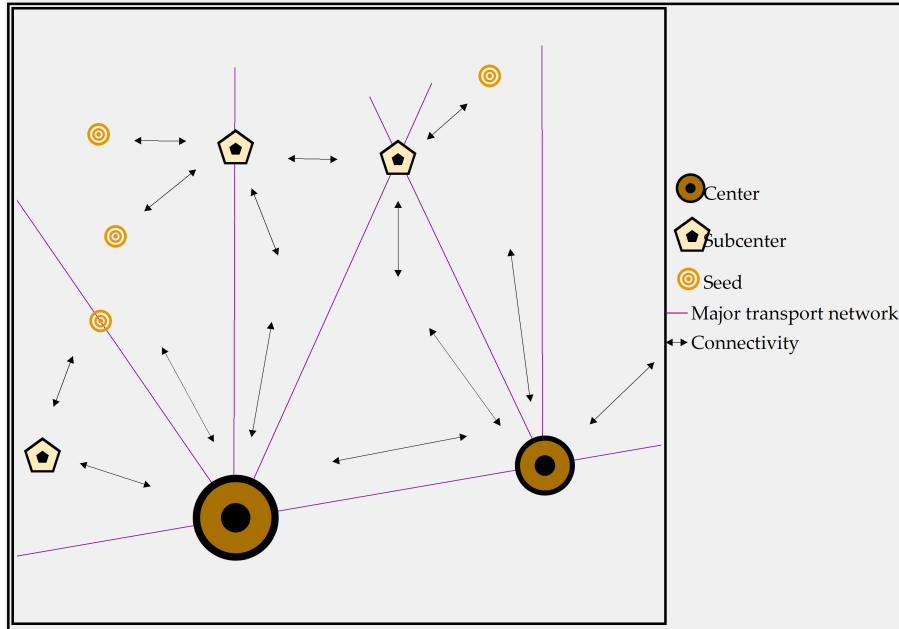 Center
Subcenter
Seed
Major transport network
Connectivity